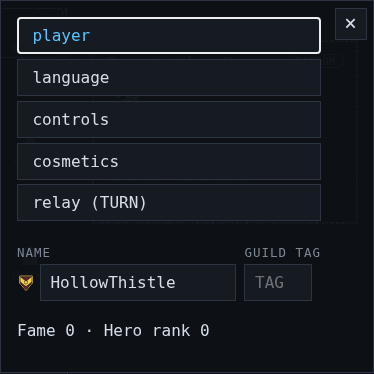 player
×
language
controls
cosmetics
relay (TURN)
NAME GUILD TAG
HollowThistle TAG
Fame 0 · Hero rank 0